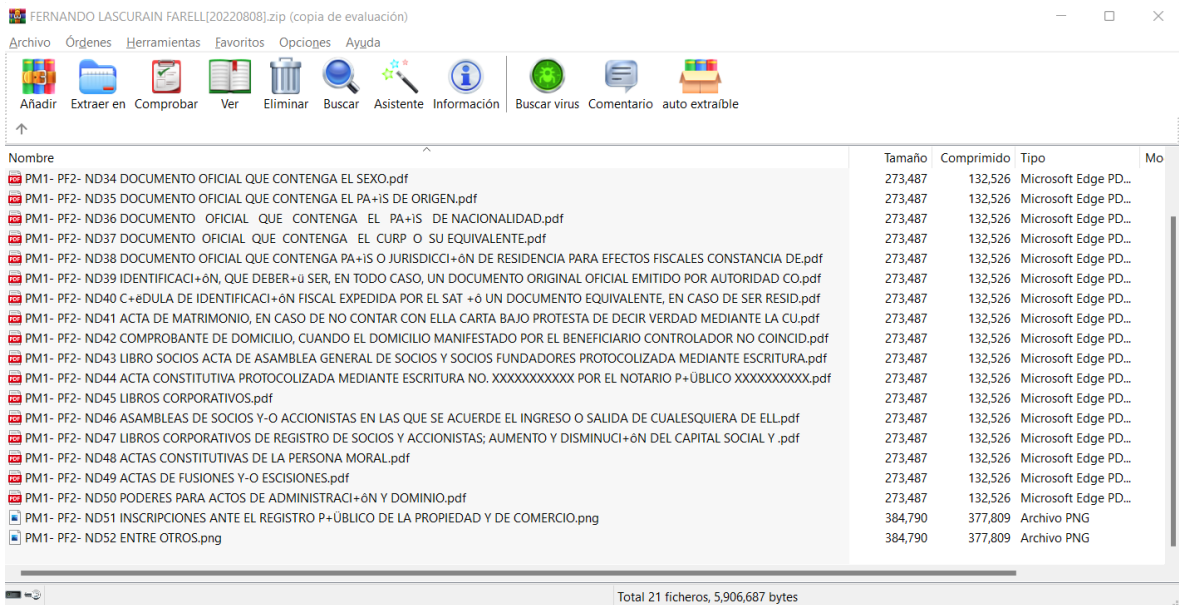 FERNANDO LASCURAIN FARELL[20220808].zip (copia de evaluación)
Archivo Órdenes Herramientas Favoritos Opciones Ayuda
Añadir Extraer en Comprobar Ver Eliminar Buscar Asistente Información Buscar virus Comentario auto extraíble
Nombre Tamaño Comprimido Tipo Mo
PM1- PF2- ND34 DOCUMENTO OFICIAL QUE CONTENGA EL SEXO.pdf 273,487 132,526 Microsoft Edge PD...
PM1- PF2- ND35 DOCUMENTO OFICIAL QUE CONTENGA EL PA+ìS DE ORIGEN.pdf 273,487 132,526 Microsoft Edge PD...
PM1- PF2- ND36 DOCUMENTO OFICIAL QUE CONTENGA EL PA+ìS DE NACIONALIDAD.pdf 273,487 132,526 Microsoft Edge PD...
PM1- PF2- ND37 DOCUMENTO OFICIAL QUE CONTENGA EL CURP O SU EQUIVALENTE.pdf 273,487 132,526 Microsoft Edge PD...
PM1- PF2- ND38 DOCUMENTO OFICIAL QUE CONTENGA PA+ìS O JURISDICCI+ôN DE RESIDENCIA PARA EFECTOS FISCALES CONSTANCIA DE.pdf 273,487 132,526 Microsoft Edge PD...
PM1- PF2- ND39 IDENTIFICACI+ôN, QUE DEBER+ü SER, EN TODO CASO, UN DOCUMENTO ORIGINAL OFICIAL EMITIDO POR AUTORIDAD CO.pdf 273,487 132,526 Microsoft Edge PD...
PM1- PF2- ND40 C+ëDULA DE IDENTIFICACI+ôN FISCAL EXPEDIDA POR EL SAT +ô UN DOCUMENTO EQUIVALENTE, EN CASO DE SER RESID.pdf 273,487 132,526 Microsoft Edge PD...
PM1- PF2- ND41 ACTA DE MATRIMONIO, EN CASO DE NO CONTAR CON ELLA CARTA BAJO PROTESTA DE DECIR VERDAD MEDIANTE LA CU.pdf 273,487 132,526 Microsoft Edge PD...
PM1- PF2- ND42 COMPROBANTE DE DOMICILIO, CUANDO EL DOMICILIO MANIFESTADO POR EL BENEFICIARIO CONTROLADOR NO COINCID.pdf 273,487 132,526 Microsoft Edge PD...
PM1- PF2- ND43 LIBRO SOCIOS ACTA DE ASAMBLEA GENERAL DE SOCIOS Y SOCIOS FUNDADORES PROTOCOLIZADA MEDIANTE ESCRITURA.pdf 273,487 132,526 Microsoft Edge PD...
PM1- PF2- ND44 ACTA CONSTITUTIVA PROTOCOLIZADA MEDIANTE ESCRITURA NO. XXXXXXXXXXX POR EL NOTARIO P+ÜBLICO XXXXXXXXXX.pdf 273,487 132,526 Microsoft Edge PD...
PM1- PF2- ND45 LIBROS CORPORATIVOS.pdf 273,487 132,526 Microsoft Edge PD...
PM1- PF2- ND46 ASAMBLEAS DE SOCIOS Y-O ACCIONISTAS EN LAS QUE SE ACUERDE EL INGRESO O SALIDA DE CUALESQUIERA DE ELL.pdf 273,487 132,526 Microsoft Edge PD...
PM1- PF2- ND47 LIBROS CORPORATIVOS DE REGISTRO DE SOCIOS Y ACCIONISTAS; AUMENTO Y DISMINUCI+ôN DEL CAPITAL SOCIAL Y .pdf 273,487 132,526 Microsoft Edge PD...
PM1- PF2- ND48 ACTAS CONSTITUTIVAS DE LA PERSONA MORAL.pdf 273,487 132,526 Microsoft Edge PD...
PM1- PF2- ND49 ACTAS DE FUSIONES Y-O ESCISIONES.pdf 273,487 132,526 Microsoft Edge PD...
PM1- PF2- ND50 PODERES PARA ACTOS DE ADMINISTRACI+ôN Y DOMINIO.pdf 273,487 132,526 Microsoft Edge PD...
PM1- PF2- ND51 INSCRIPCIONES ANTE EL REGISTRO P+ÜBLICO DE LA PROPIEDAD Y DE COMERCIO.png 384,790 377,809 Archivo PNG
PM1- PF2- ND52 ENTRE OTROS.png 384,790 377,809 Archivo PNG
Total 21 ficheros, 5,906,687 bytes